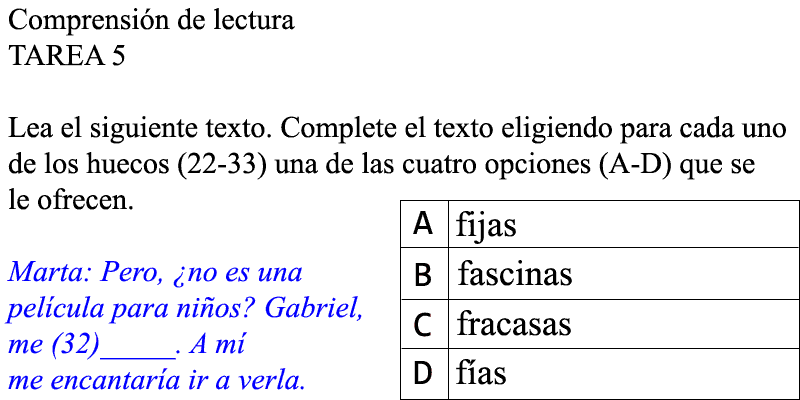 Comprensión de lectura
TAREA 5
Lea el siguiente texto. Complete el texto eligiendo para cada uno
de los huecos (22-33) una de las cuatro opciones (A-D) que se
le ofrecen.
Marta: Pero, ¿no es una
película para niños? Gabriel,
me (32)_____. A mí
me encantaría ir a verla.
A fijas
B fascinas
C fracasas
D fías